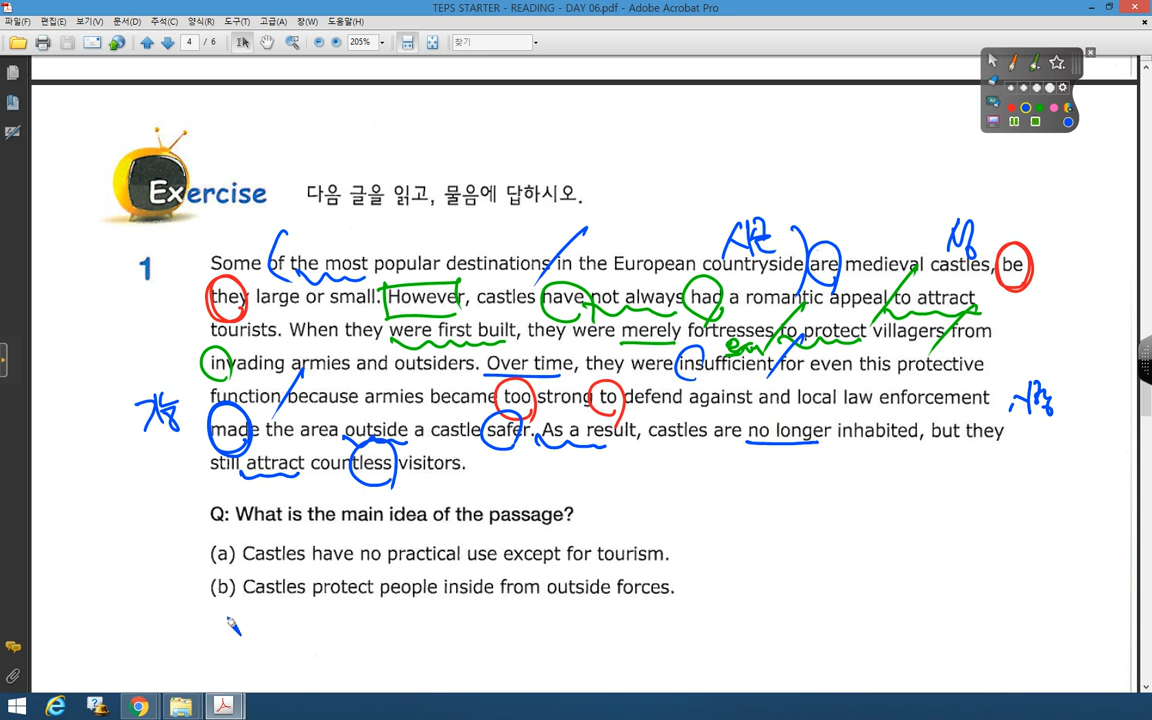 TEPS STARTER - READING - DAY 06.pdf - Adobe Acrobat Pro
파일(F) 편집(E) 보기(V) 문서(D) 주석(C) 양식(R) 도구(T) 고급(A) 창(W) 도움말(H)
4 / 6 205% 찾기
Exercise 다음 글을 읽고, 물음에 답하시오.
1 Some of the most popular destinations in the European countryside are medieval castles, be
they large or small. However, castles have not always had a romantic appeal to attract
tourists. When they were first built, they were merely fortresses to protect villagers from
invading armies and outsiders. Over time, they were insufficient for even this protective
function because armies became too strong to defend against and local law enforcement
made the area outside a castle safer. As a result, castles are no longer inhabited, but they
still attract countless visitors.
Q: What is the main idea of the passage?
(a) Castles have no practical use except for tourism.
(b) Castles protect people inside from outside forces.